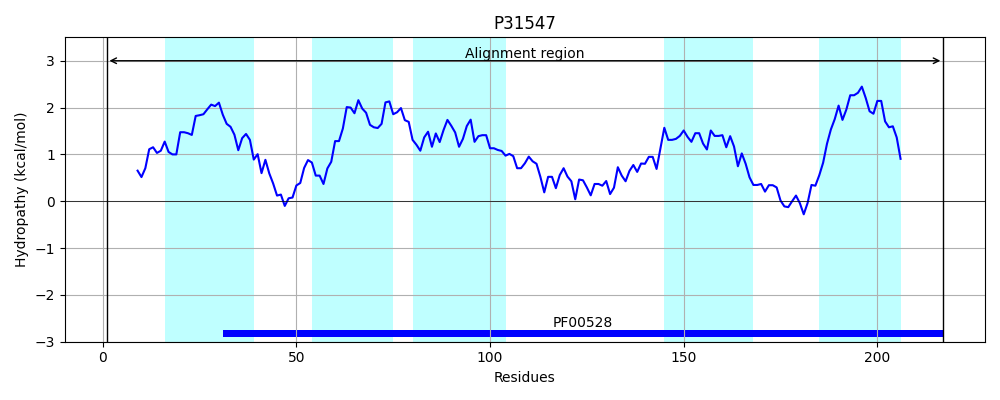 P31547
Alignment region
3
2
1
0
−1
−2
−3
Hydropathy (kcal/mol)
PF00528
0
50
100
150
200
Residues